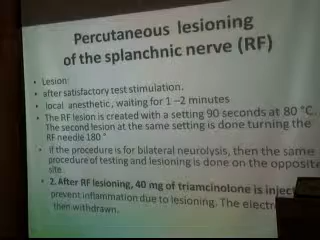 Percutaneous lesioning
of the splanchnic nerve (RF)
• Lesion:
• after satisfactory test stimulation.
• local anesthetic, waiting for 1 –2 minutes
• The RF lesion is created with a setting 90 seconds at 80 °C.
The second lesion at the same setting is done turning the
RF needle 180 °
• if the procedure is for bilateral neurolysis, then the same
procedure of testing and lesioning is done on the opposite
site
• 2. After RF lesioning, 40 mg of triamcinolone is
prevent inflammation due to lesioning. The
then withdrawn.